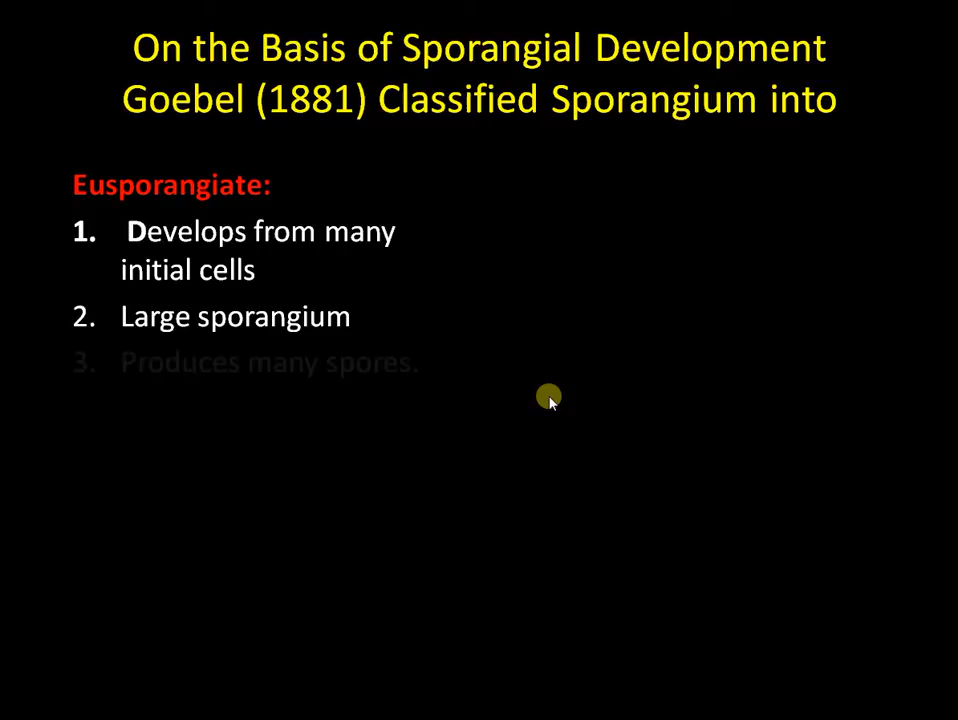 On the Basis of Sporangial Development
Goebel (1881) Classified Sporangium into
Eusporangiate:
1. Develops from many
initial cells
2. Large sporangium
3. Produces many spores.